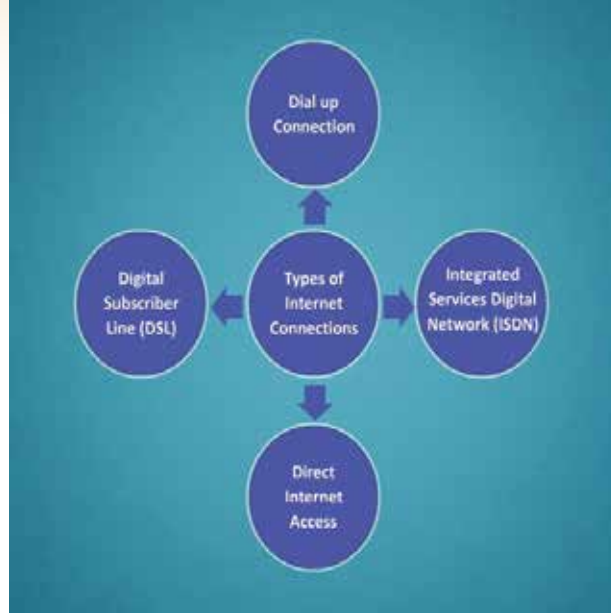 Dial up
Connection
Digital
Subscriber
Line (DSL)
Types of
Internet
Connections
Integrated
Services Digital
Network (ISDN)
Direct
Internet
Access